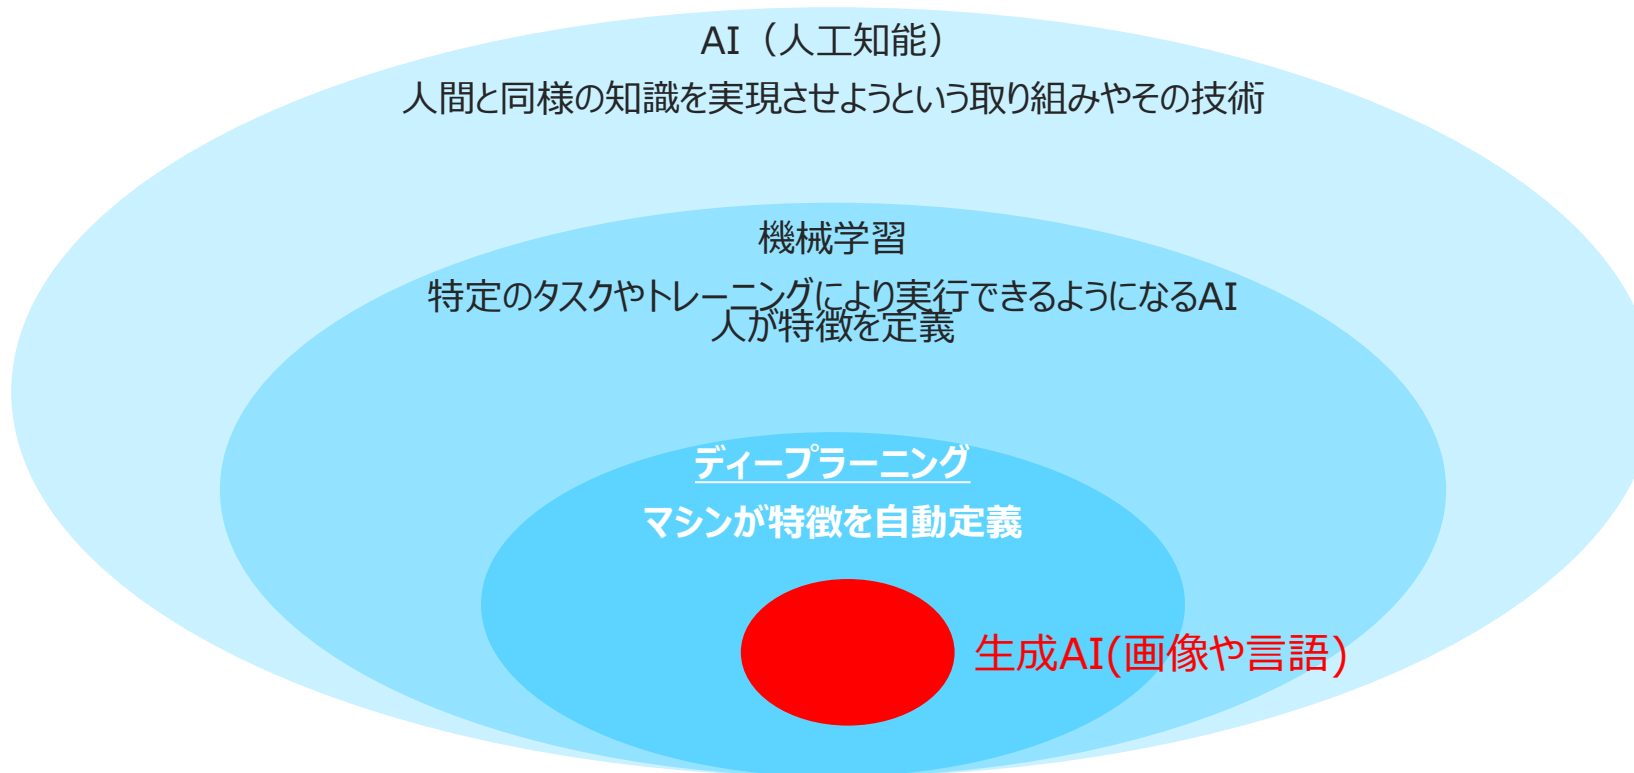 AI（人工知能）
人間と同様の知識を実現させようという取り組みやその技術
機械学習
特定のタスクやトレーニングにより実行できるようになるAI
人が特徴を定義
ディープラーニング
マシンが特徴を自動定義
生成AI(画像や言語)